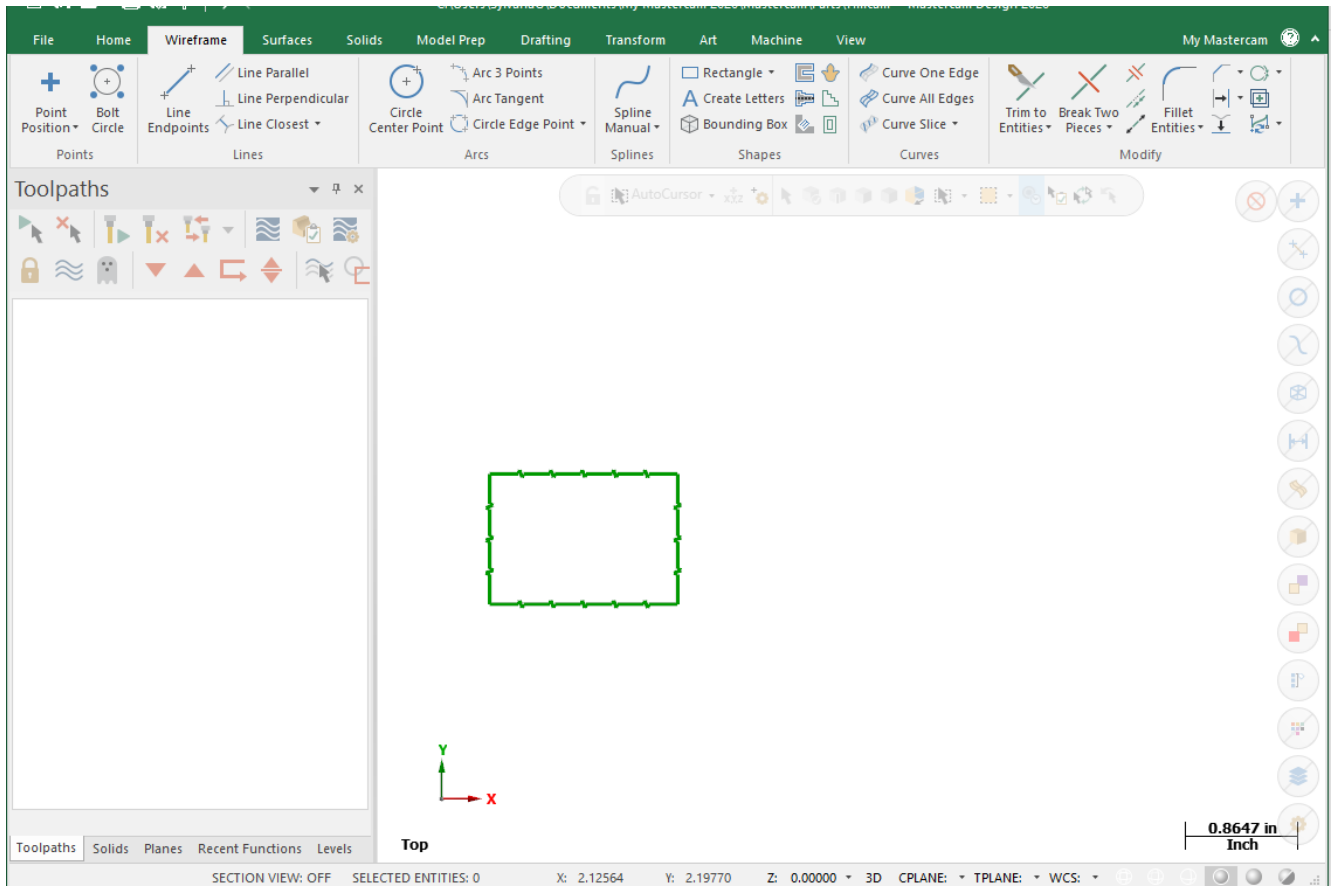 File Home Wireframe Surfaces Solids Model Prep Drafting Transform Art Machine View My Mastercam
Point Position
Bolt Circle
Points
Line Endpoints
Line Parallel
Line Perpendicular
Line Closest
Lines
Circle Center Point
Arc 3 Points
Arc Tangent
Circle Edge Point
Arcs
Spline Manual
Splines
Rectangle
Create Letters
Bounding Box
Shapes
Curve One Edge
Curve All Edges
Curve Slice
Curves
Trim to Entities
Break Two Pieces
Fillet Entities
Modify
Toolpaths
AutoCursor
Y
X
Top
0.8647 in
Inch
Toolpaths Solids Planes Recent Functions Levels
SECTION VIEW: OFF SELECTED ENTITIES: 0 X: 2.12564 Y: 2.19770 Z: 0.00000 3D CPLANE: TPLANE: WCS: